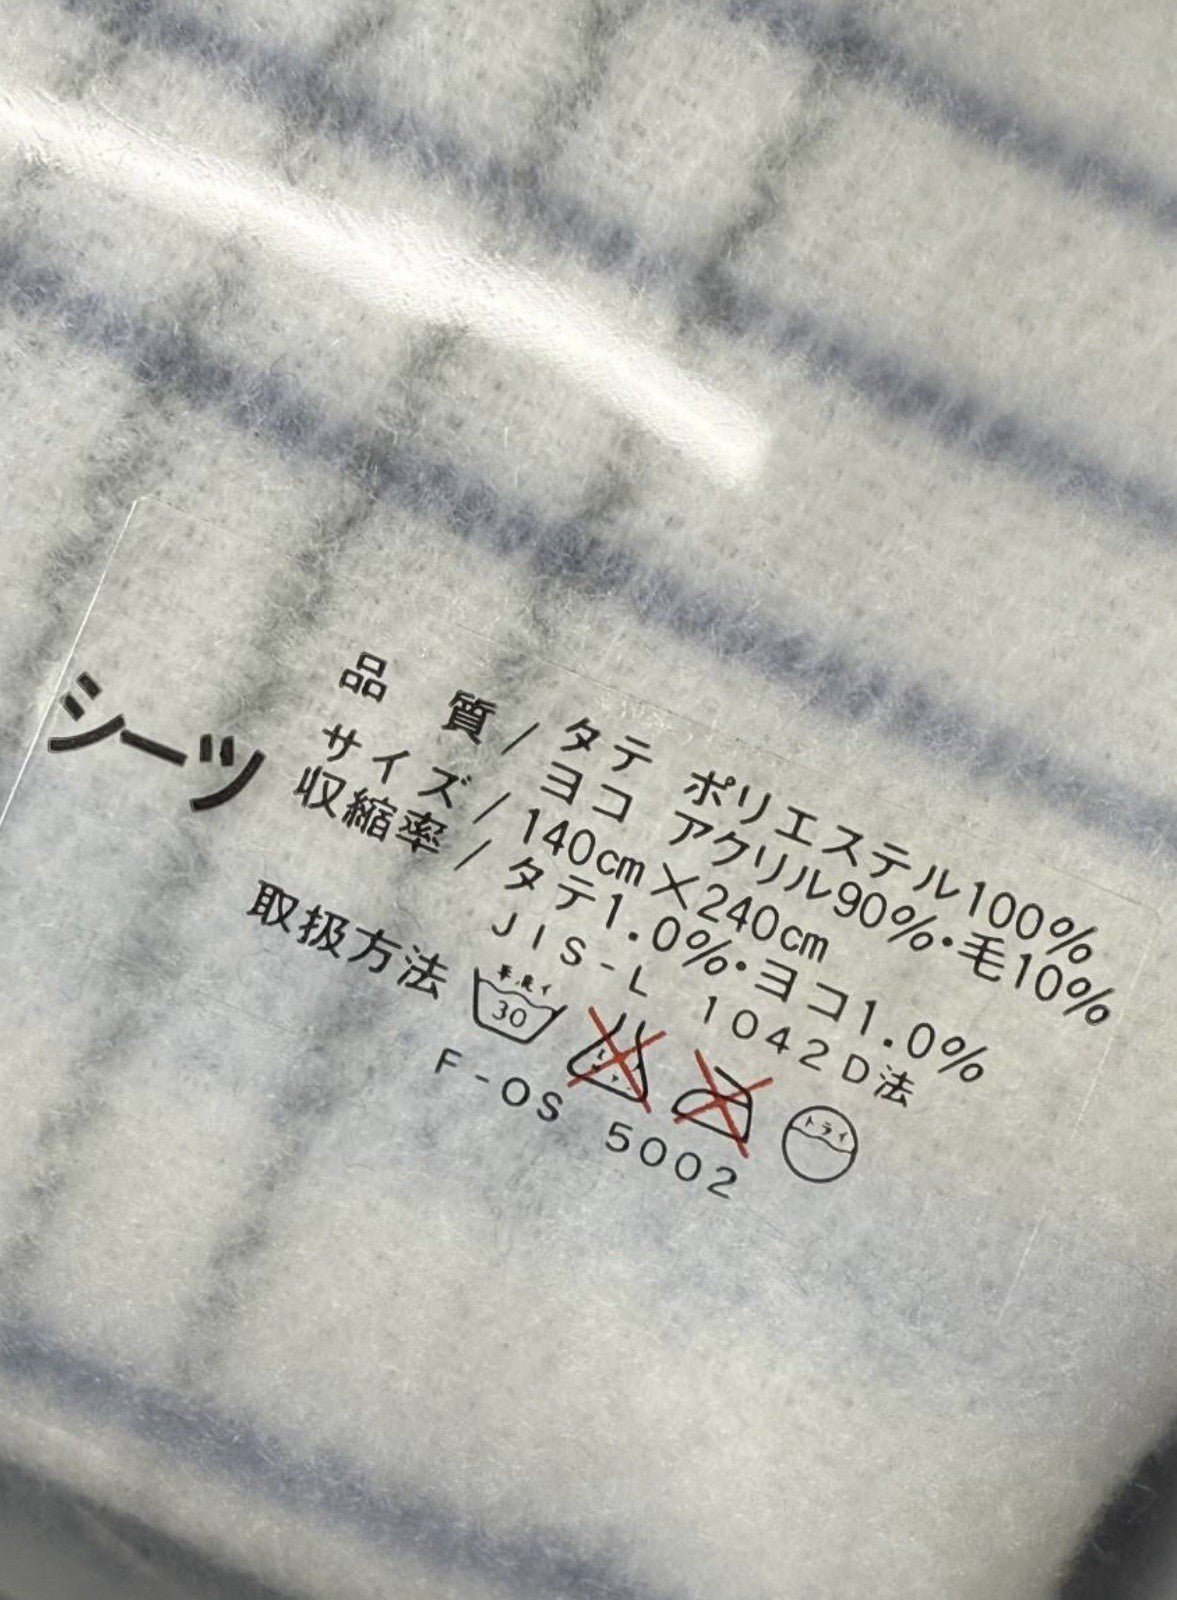 シーツ
品 質/タテ ポリエステル100%
ヨコ アクリル90%・毛10%
サイズ/140cm×240cm
収縮率/タテ1.0%・ヨコ1.0%
JIS-L 1042D法
取扱方法
手洗イ
30
ドライ
F-OS 5002